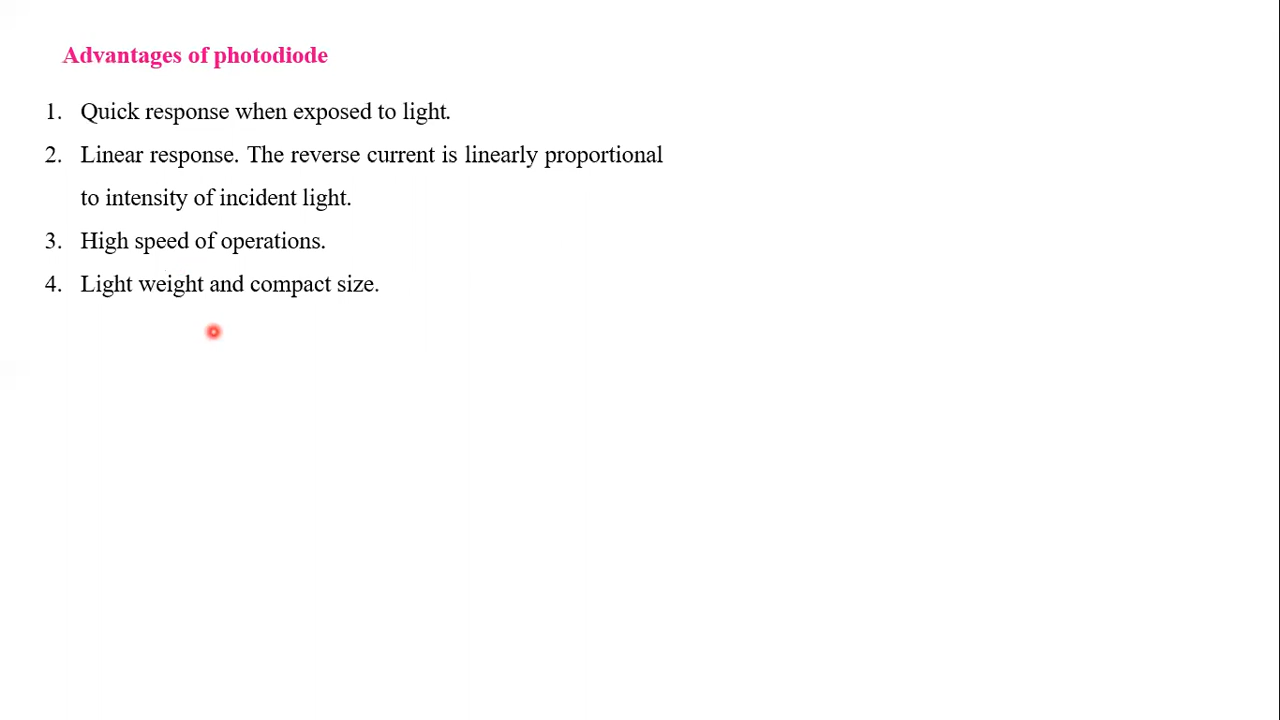 Advantages of photodiode
1. Quick response when exposed to light.
2. Linear response. The reverse current is linearly proportional
to intensity of incident light.
3. High speed of operations.
4. Light weight and compact size.